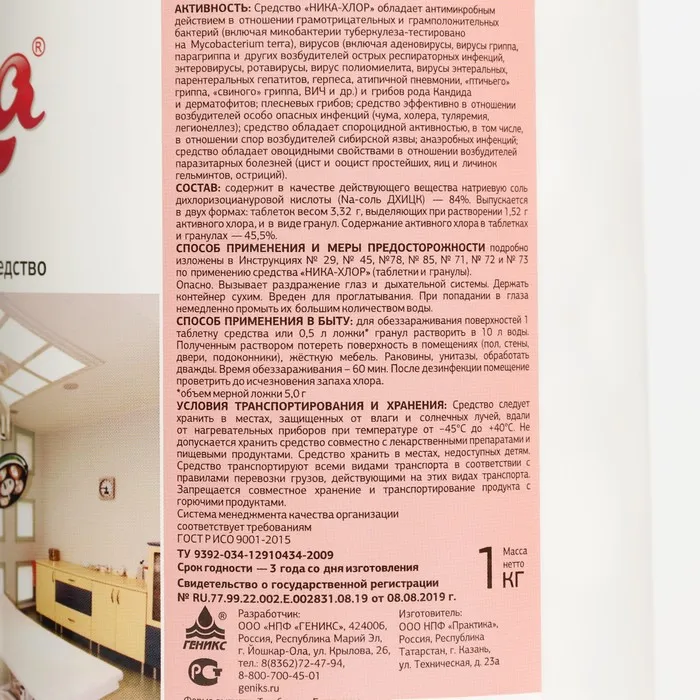 АКТИВНОСТЬ: Средство «НИКА-ХЛОР» обладает антимикробным
действием в отношении грамотрицательных и грамположительных
бактерий (включая микобактерии туберкулеза-тестировано
на Mycobacterium terra), вирусов (включая аденовирусы, вирусы гриппа,
парагриппа и других возбудителей острых респираторных инфекций,
энтеровирусы, ротавирусы, вирус полиомиелита, вирусы энтеральных,
парентеральных гепатитов, герпеса, атипичной пневмонии, «птичьего»
гриппа, «свиного» гриппа, ВИЧ и др.) и грибов рода Кандида
и дерматофитов; плесневых грибов; средство эффективно в отношении
возбудителей особо опасных инфекций (чума, холера, туляремия,
легионеллез); средство обладает спороцидной активностью, в том числе,
в отношении спор возбудителей сибирской язвы; анаэробных инфекций;
средство обладает овоцидными свойствами в отношении возбудителей
паразитарных болезней (цист и ооцист простейших, яиц и личинок
гельминтов, остриций).
СОСТАВ: содержит в качестве действующего вещества натриевую соль
дихлоризоциануровой кислоты (Na-соль ДХИЦК) — 84%. Выпускается
в двух формах: таблеток весом 3,32 г, выделяющих при растворении 1,52 г
активного хлора, и в виде гранул. Содержание активного хлора в таблетках
и гранулах — 45,5%.
СПОСОБ ПРИМЕНЕНИЯ И МЕРЫ ПРЕДОСТОРОЖНОСТИ подробно
изложены в Инструкциях № 29, № 45, №78, № 85, № 71, № 72 и № 73
по применению средства «НИКА-ХЛОР» (таблетки и гранулы).
Опасно. Вызывает раздражение глаз и дыхательной системы. Держать
контейнер сухим. Вреден для проглатывания. При попадании в глаза
немедленно промыть их большим количеством воды.
СПОСОБ ПРИМЕНЕНИЯ В БЫТУ: для обеззараживания поверхностей 1
таблетку средства или 0,5 л ложки* гранул растворить в 10 л воды.
Полученным раствором потереть поверхность в помещениях (пол, стены,
двери, подоконники), жёсткую мебель. Раковины, унитазы, обработать
дважды. Время обеззараживания – 60 мин. После дезинфекции помещение
проветрить до исчезновения запаха хлора.
*объем мерной ложки 5,0 г
УСЛОВИЯ ТРАНСПОРТИРОВАНИЯ И ХРАНЕНИЯ: Средство следует
хранить в местах, защищенных от влаги и солнечных лучей, вдали
от нагревательных приборов при температуре от –45°С до +40°С. Не
допускается хранить средство совместно с лекарственными препаратами и
пищевыми продуктами. Средство хранить в местах, недоступных детям.
Средство транспортируют всеми видами транспорта в соответствии с
правилами перевозки грузов, действующими на этих видах транспорта.
Запрещается совместное хранение и транспортирование продукта с
горючими продуктами.
Система менеджмента качества организации
соответствует требованиям
ГОСТ Р ИСО 9001-2015
ТУ 9392-034-12910434-2009
Срок годности — 3 года со дня изготовления
Свидетельство о государственной регистрации
№ RU.77.99.22.002.Е.002831.08.19 от 08.08.2019 г.
1 КГ
Масса
нетто
ГЕНИКС ®
РСТ
Разработчик:
ООО «НПФ «ГЕНИКС», 424006,
Россия, Республика Марий Эл,
г. Йошкар-Ола, ул. Крылова, 26,
тел.: 8(8362)72-47-94,
8-800-700-45-01
geniks.ru
Изготовитель:
ООО НПФ «Практика»,
Россия, Республика
Татарстан, г. Казань,
ул. Техническая, д. 23а
а®
едство